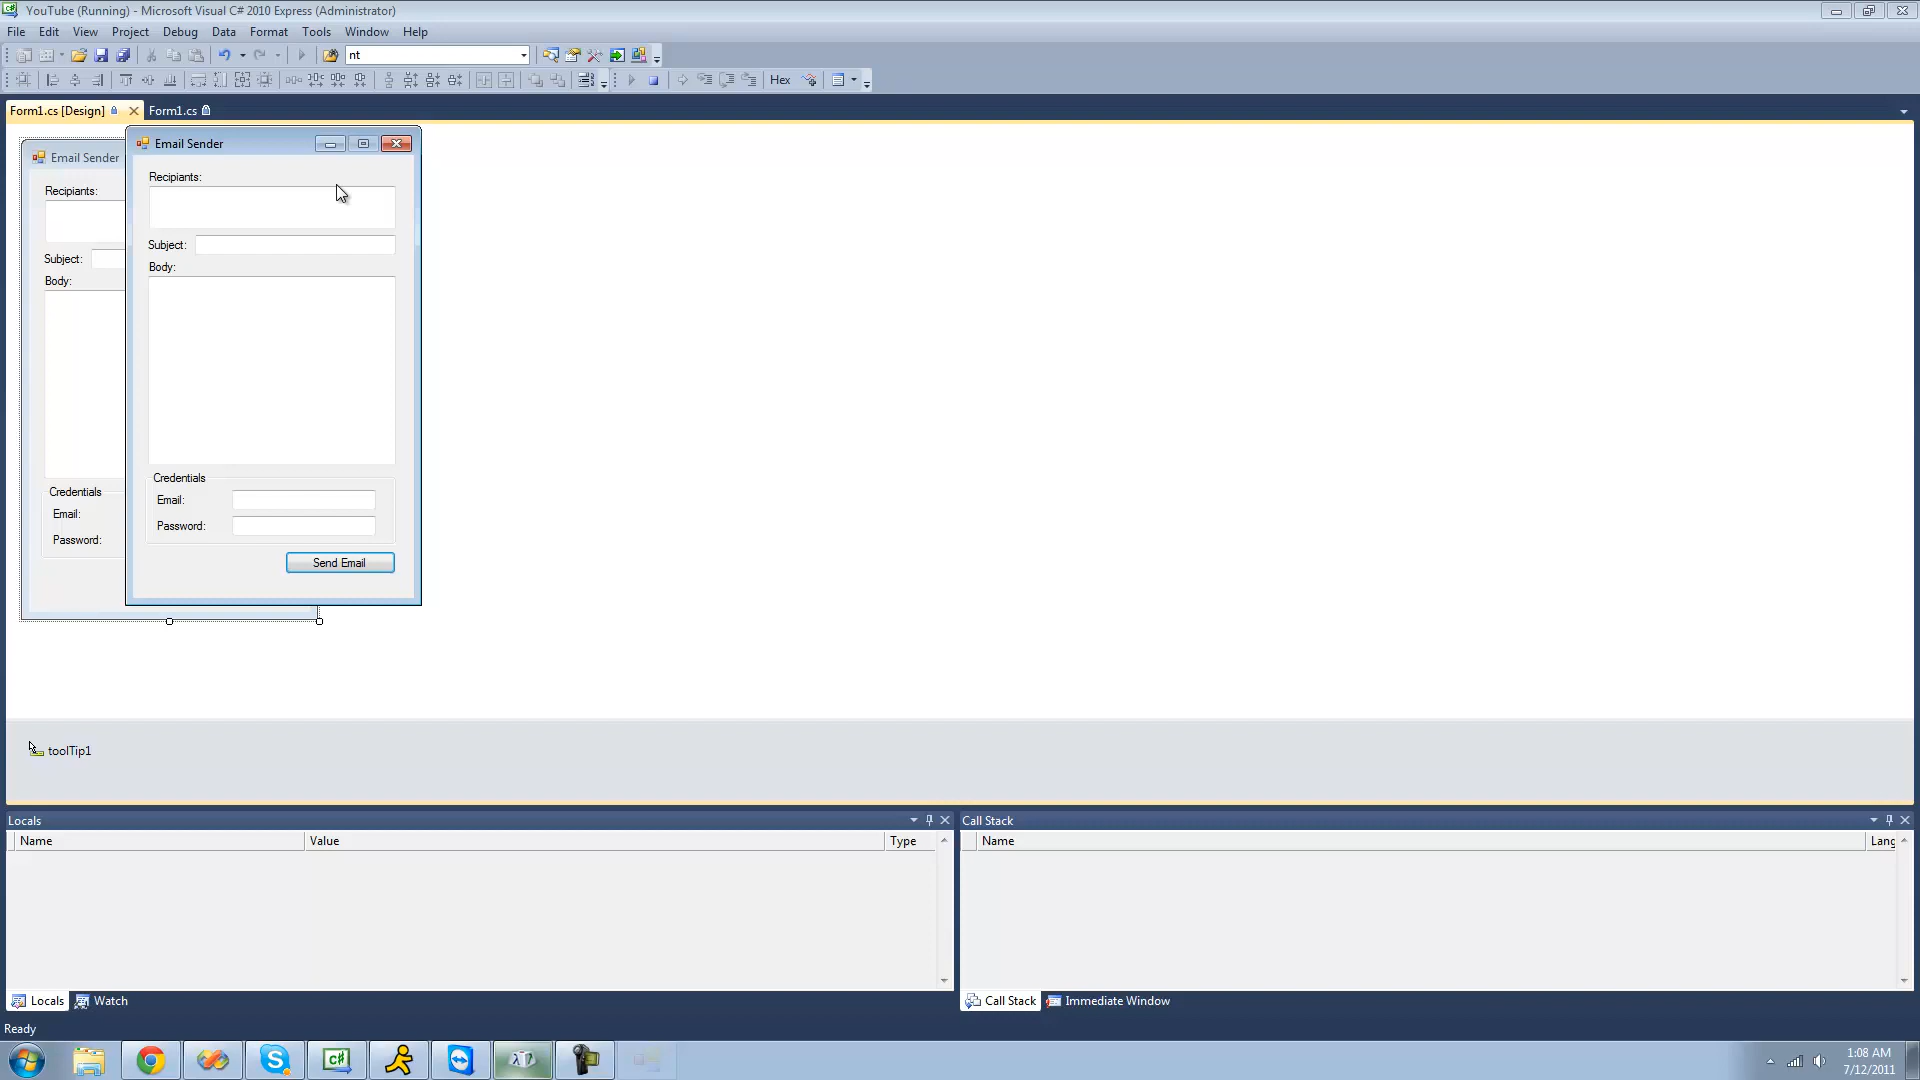 YouTube (Running) - Microsoft Visual C# 2010 Express (Administrator)
File Edit View Project Debug Data Format Tools Window Help
nt
Hex
Form1.cs [Design] Form1.cs
Email Sender
Recipiants:
Subject:
Body:
Credentials
Email:
Password:
Email Sender
Recipiants:
Subject:
Body:
Credentials
Email:
Password:
Send Email
toolTip1
Locals
Name Value Type
Call Stack
Name Lang
Locals Watch
Call Stack Immediate Window
Ready
1:08 AM
7/12/2011